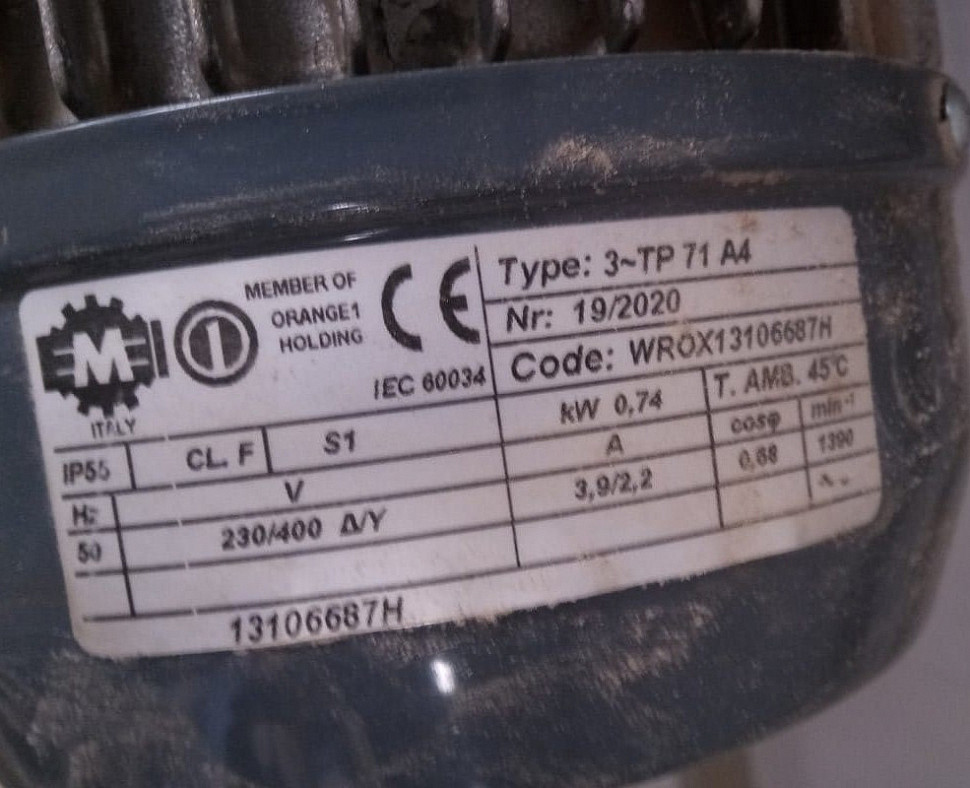 M
ITALY
MEMBER OF
ORANGE1
HOLDING
CE
IEC 60034
Type: 3~TP 71 A4
Nr: 19/2020
Code: WROX13106687H
IP55 CL. F S1 kW 0,74 T. AMB. 45°C
Hz V A cosφ min-1
50 230/400 Δ/Y 3,9/2,2 0,68 1390
13106687H